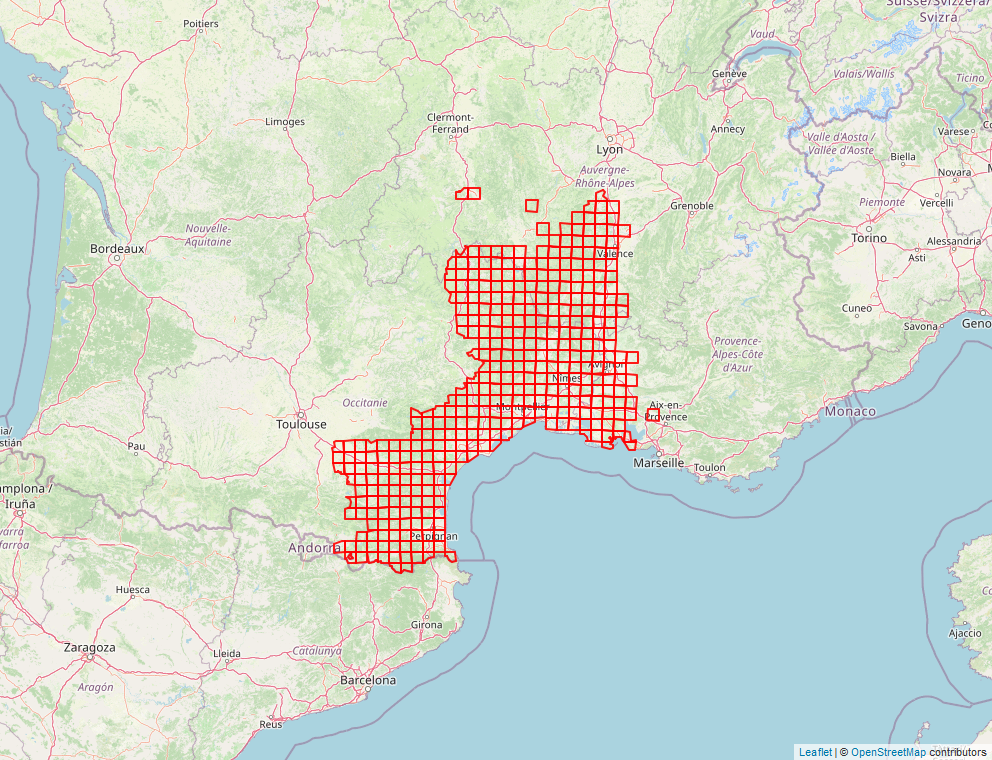 Suisse/Svizzera/
Svizra
Poitiers
Vaud
Genève
Valais/Wallis
Ticino
Clermont-
Ferrand
Limoges
Annecy
Varese
Lyon
Valle d'Aosta /
Vallée d'Aoste
Biella
Novara
Auvergne-
Rhône-Alpes
Piemonte
Vercelli
Grenoble
Nouvelle-
Aquitaine
Torino
Alessandria
Bordeaux
Valence
Asti
Cuneo
Savona
Geno
Provence-
Alpes-Côte
d'Azur
Avignon
Nîmes
Occitanie
Montpellier
Aix-en-
Provence
Monaco
Toulouse
Pau
Marseille
Toulon
amplona /
Iruña
Perpignan
Andorra
Huesca
Girona
Ajaccio
Zaragoza
Lleida
Catalunya
Barcelona
Aragón
Reus
Leaflet | © OpenStreetMap contributors